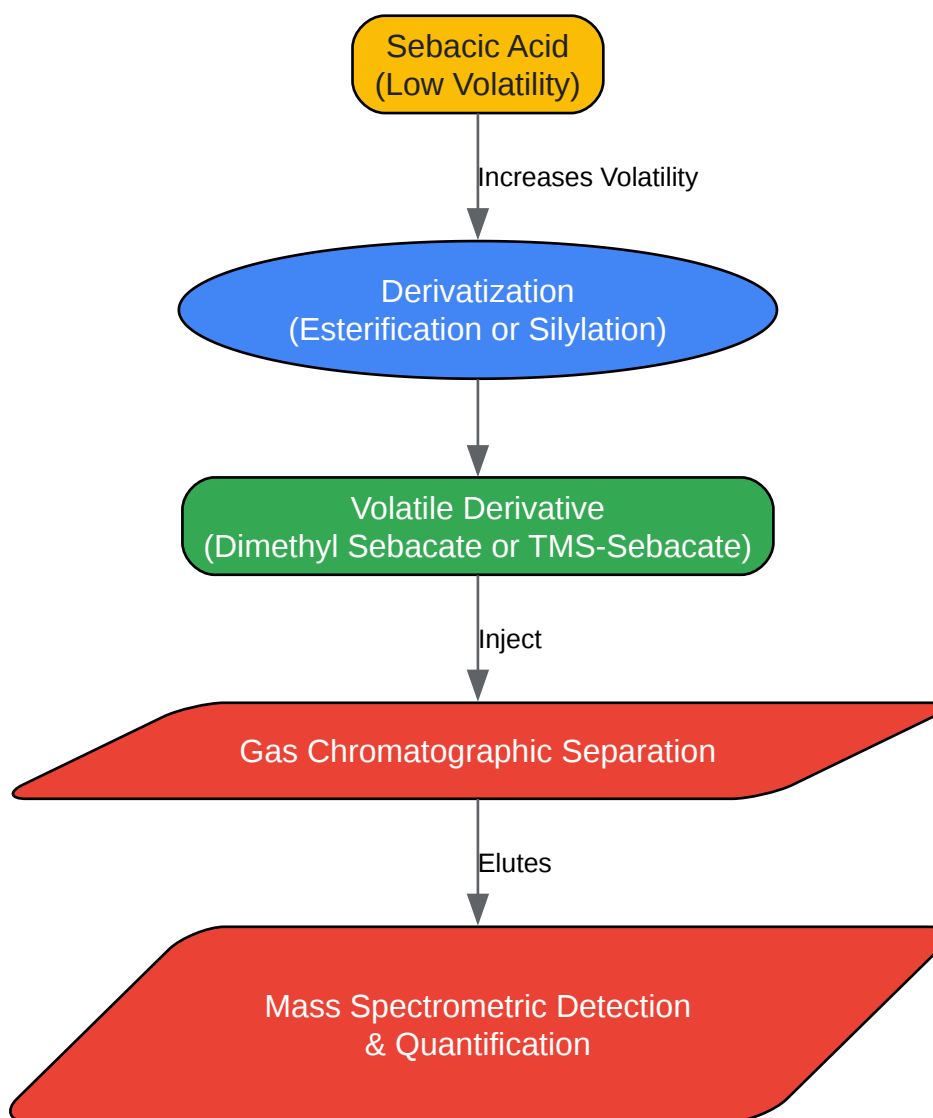 Sebacic Acid
(Low Volatility)
Increases Volatility
Derivatization
(Esterification or Silylation)
Volatile Derivative
(Dimethyl Sebacate or TMS-Sebacate)
Inject
Gas Chromatographic Separation
Elutes
Mass Spectrometric Detection
& Quantification